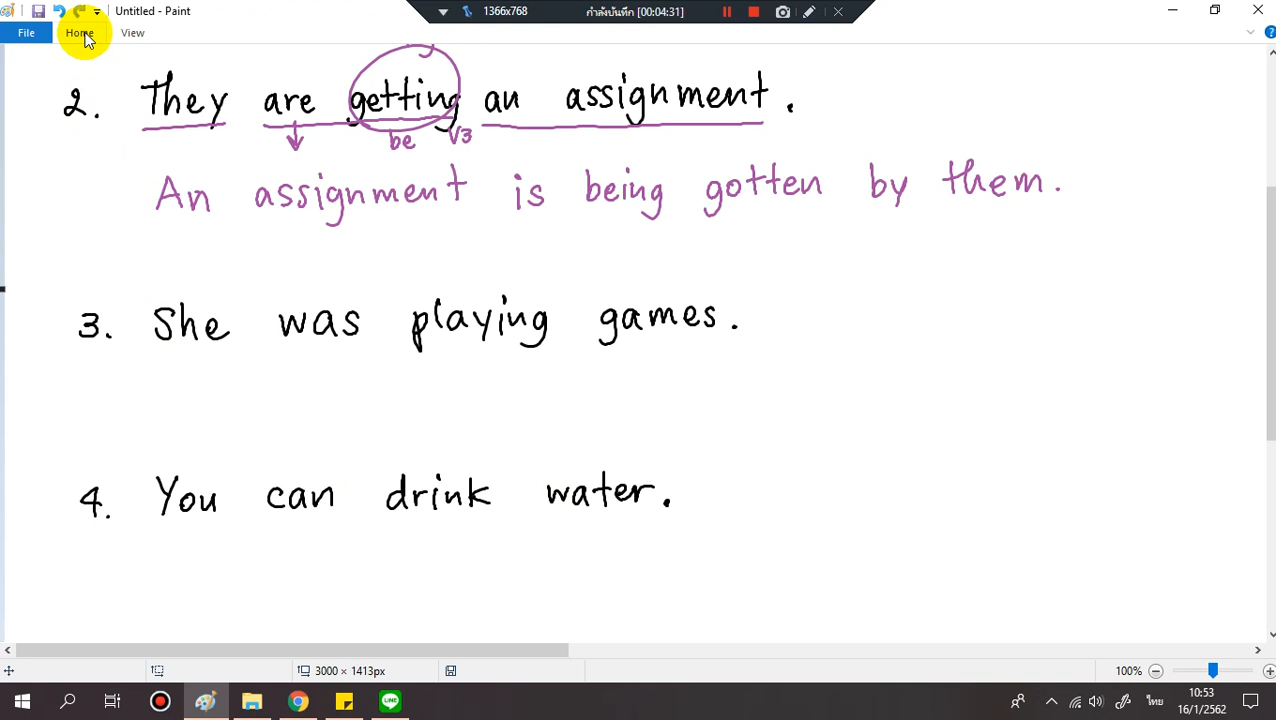 Untitled - Paint
1366x768
กำลังบันทึก [00:04:31]
File Home View
2. They are getting an assignment.
be √3
An assignment is being gotten by them.
3. She was playing games.
4. You can drink water.
3000 × 1413px
100%
LINE
ไทย
10:53
16/1/2562